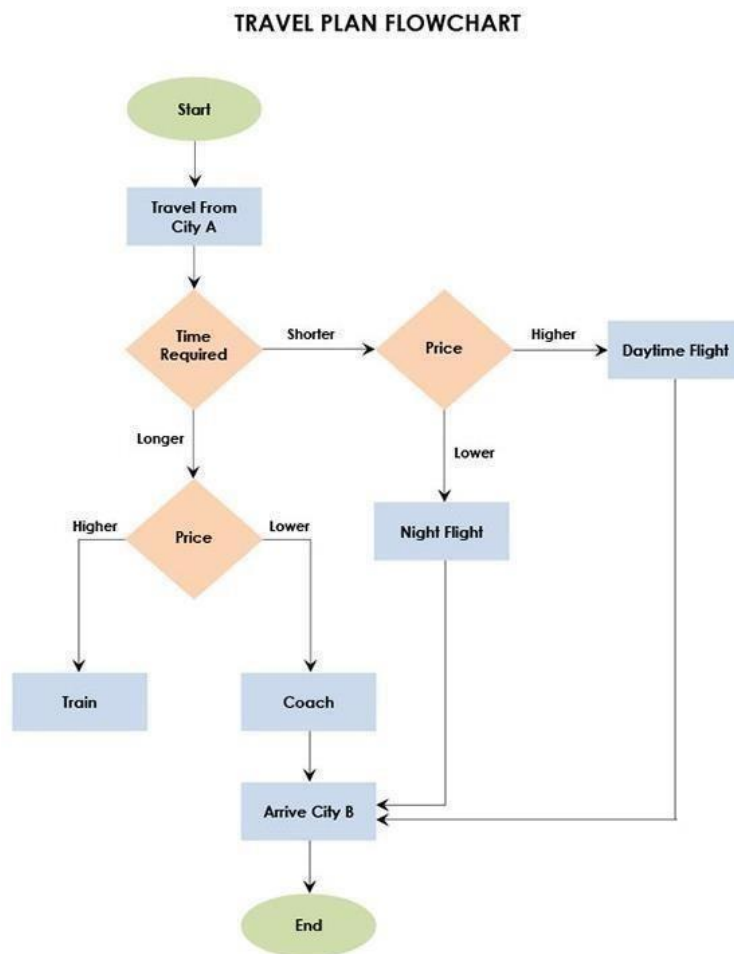 TRAVEL PLAN FLOWCHART
Start
Travel From
City A
Time
Required
Shorter
Price
Higher
Daytime Flight
Longer
Lower
Higher
Price
Lower
Night Flight
Train
Coach
Arrive City B
End